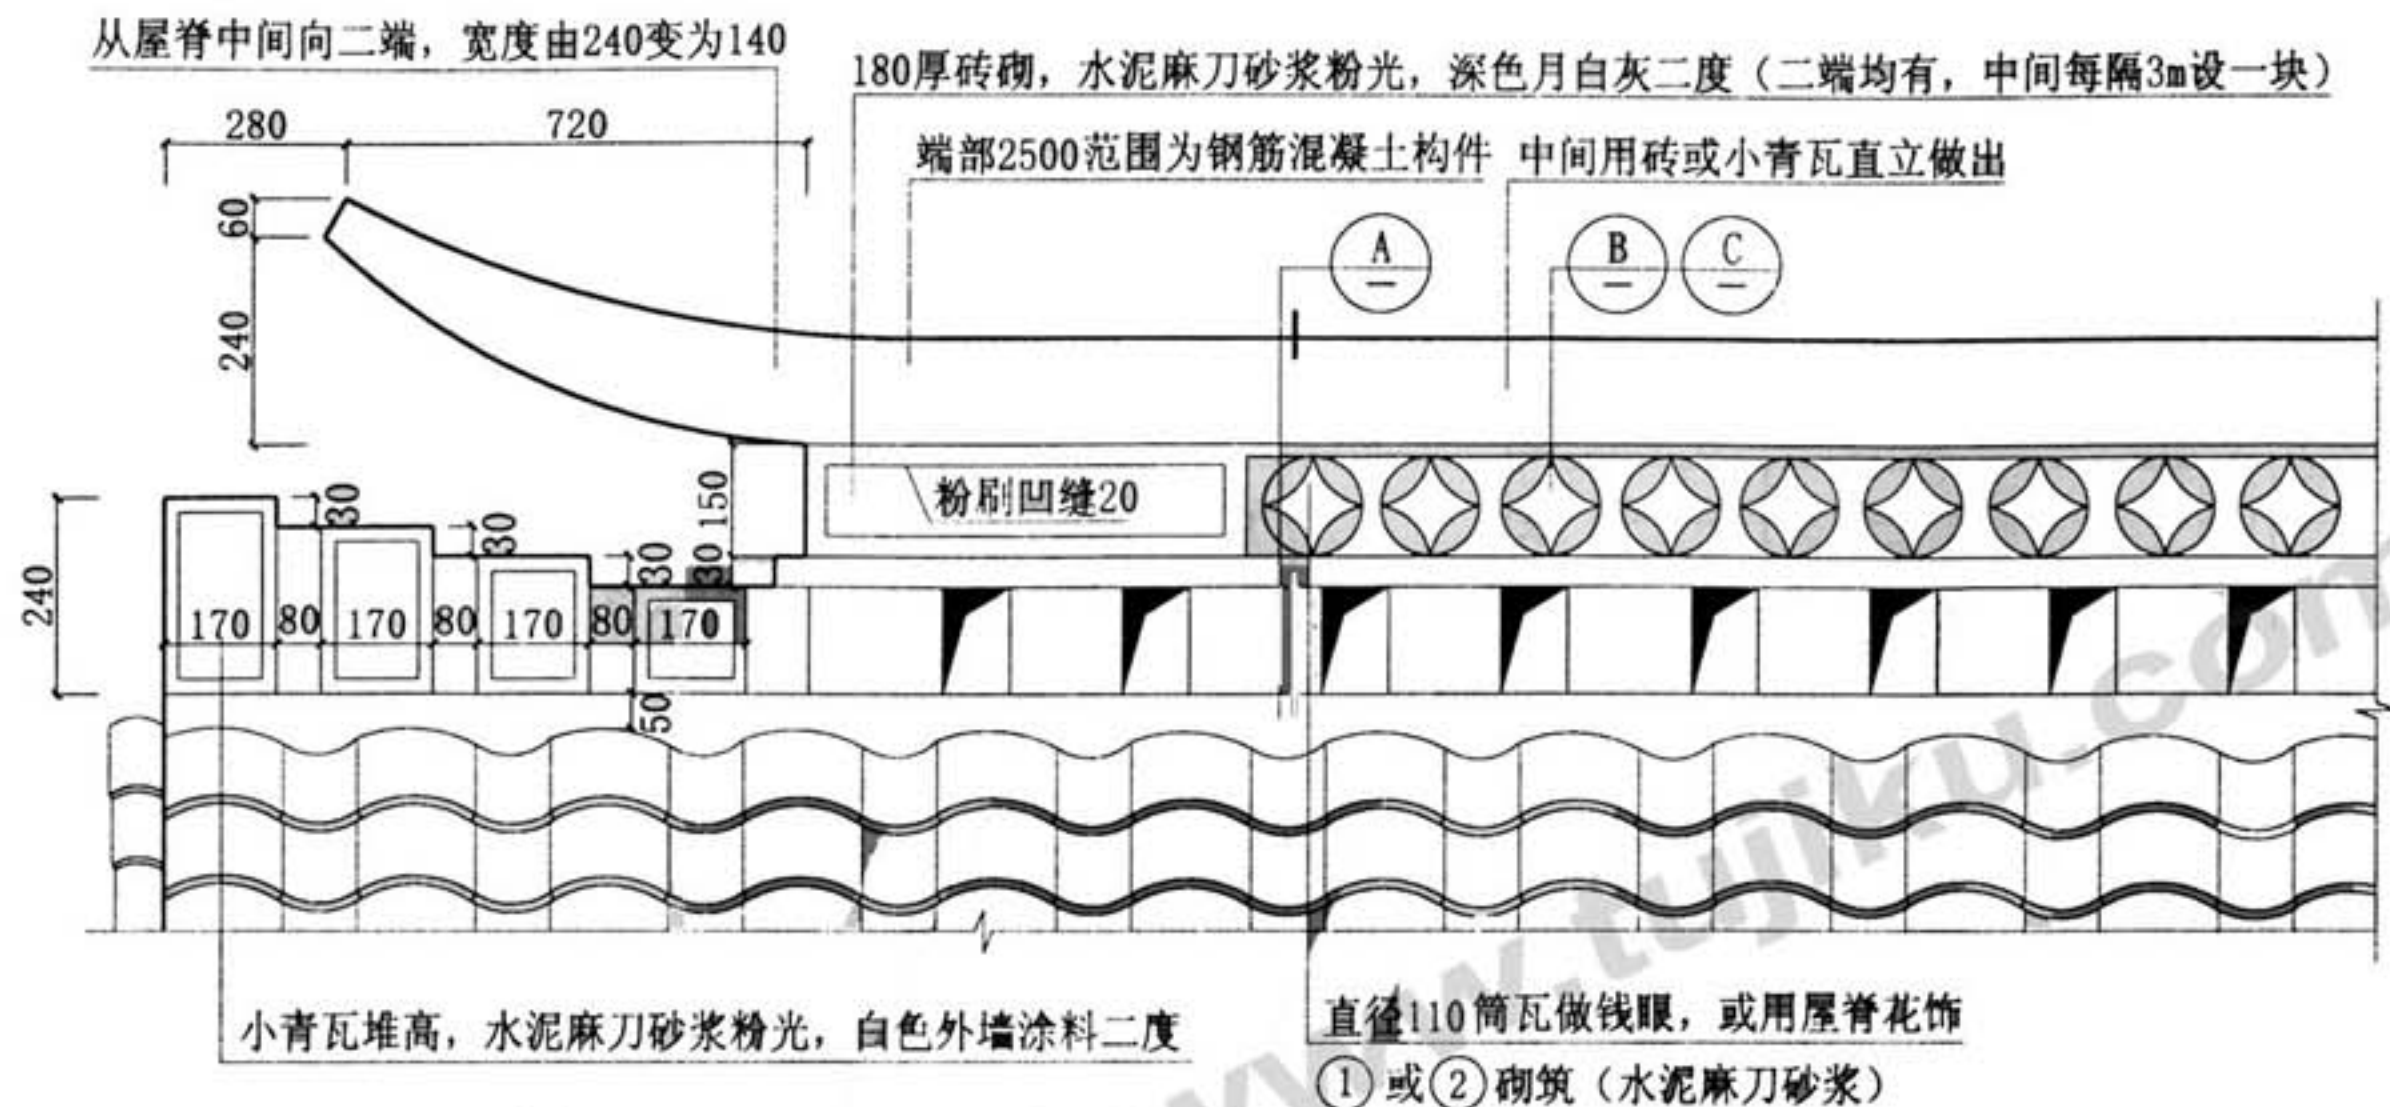 从屋脊中间向二端，宽度由240变为140
180厚砖砌，水泥麻刀砂浆粉光，深色月白灰二度（二端均有，中间每隔3m设一块）
280
720
端部2500范围为钢筋混凝土构件
中间用砖或小青瓦直立做出
60
240
A
—
B
—
C
—
粉刷凹缝20
150
30
30
30
30
30
240
170
80
170
80
170
80
170
50
小青瓦堆高，水泥麻刀砂浆粉光，白色外墙涂料二度
直径110筒瓦做钱眼，或用屋脊花饰
①或②砌筑（水泥麻刀砂浆）
www.tujiku.com